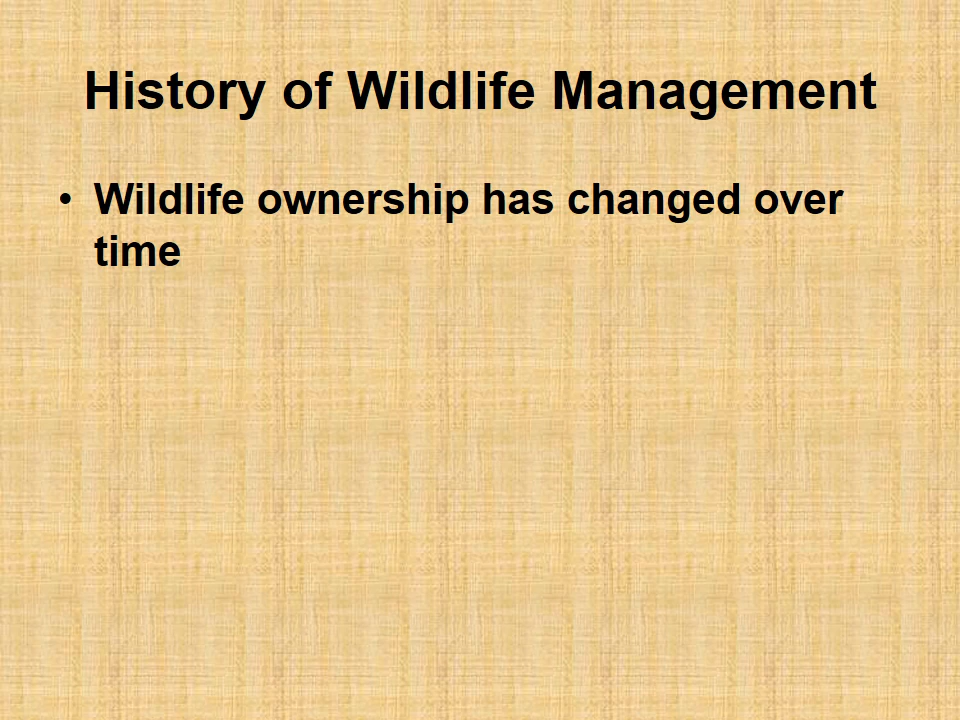 History of Wildlife Management
• Wildlife ownership has changed over
time